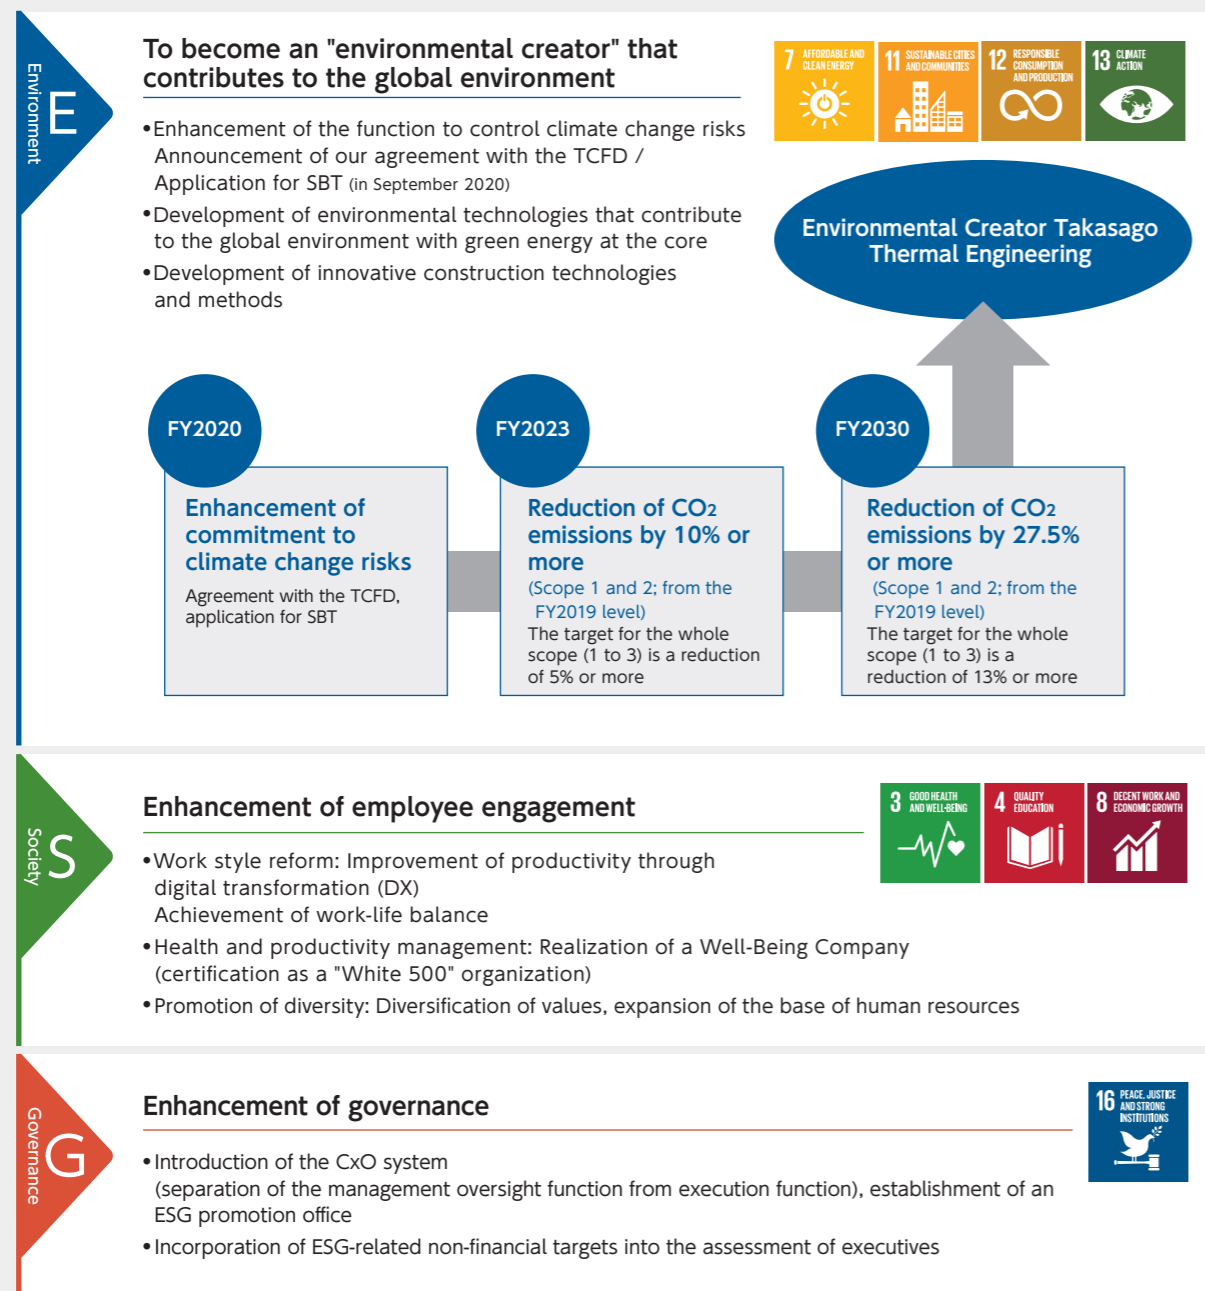 Environment
E
To become an "environmental creator" that
contributes to the global environment
7 AFFORDABLE AND
CLEAN ENERGY
11 SUSTAINABLE CITIES
AND COMMUNITIES
12 RESPONSIBLE
CONSUMPTION
AND PRODUCTION
13 CLIMATE
ACTION
•Enhancement of the function to control climate change risks
Announcement of our agreement with the TCFD /
Application for SBT (in September 2020)
•Development of environmental technologies that contribute
to the global environment with green energy at the core
•Development of innovative construction technologies
and methods
Environmental Creator Takasago
Thermal Engineering
FY2020
Enhancement of
commitment to
climate change risks
Agreement with the TCFD,
application for SBT
FY2023
Reduction of CO2
emissions by 10% or
more
(Scope 1 and 2; from the
FY2019 level)
The target for the whole
scope (1 to 3) is a reduction
of 5% or more
FY2030
Reduction of CO2
emissions by 27.5%
or more
(Scope 1 and 2; from the
FY2019 level)
The target for the whole
scope (1 to 3) is a
reduction of 13% or more
Society
S
Enhancement of employee engagement
3 GOOD HEALTH
AND WELL-BEING
4 QUALITY
EDUCATION
8 DECENT WORK AND
ECONOMIC GROWTH
•Work style reform: Improvement of productivity through
digital transformation (DX)
Achievement of work-life balance
•Health and productivity management: Realization of a Well-Being Company
(certification as a "White 500" organization)
•Promotion of diversity: Diversification of values, expansion of the base of human resources
Governance
G
Enhancement of governance
16 PEACE, JUSTICE
AND STRONG
INSTITUTIONS
•Introduction of the CxO system
(separation of the management oversight function from execution function), establishment of an
ESG promotion office
•Incorporation of ESG-related non-financial targets into the assessment of executives